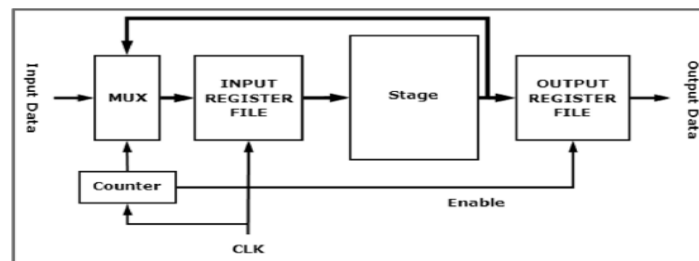 Input Data
MUX
INPUT
REGISTER
FILE
Stage
OUTPUT
REGISTER
FILE
Output Data
Counter
Enable
CLK